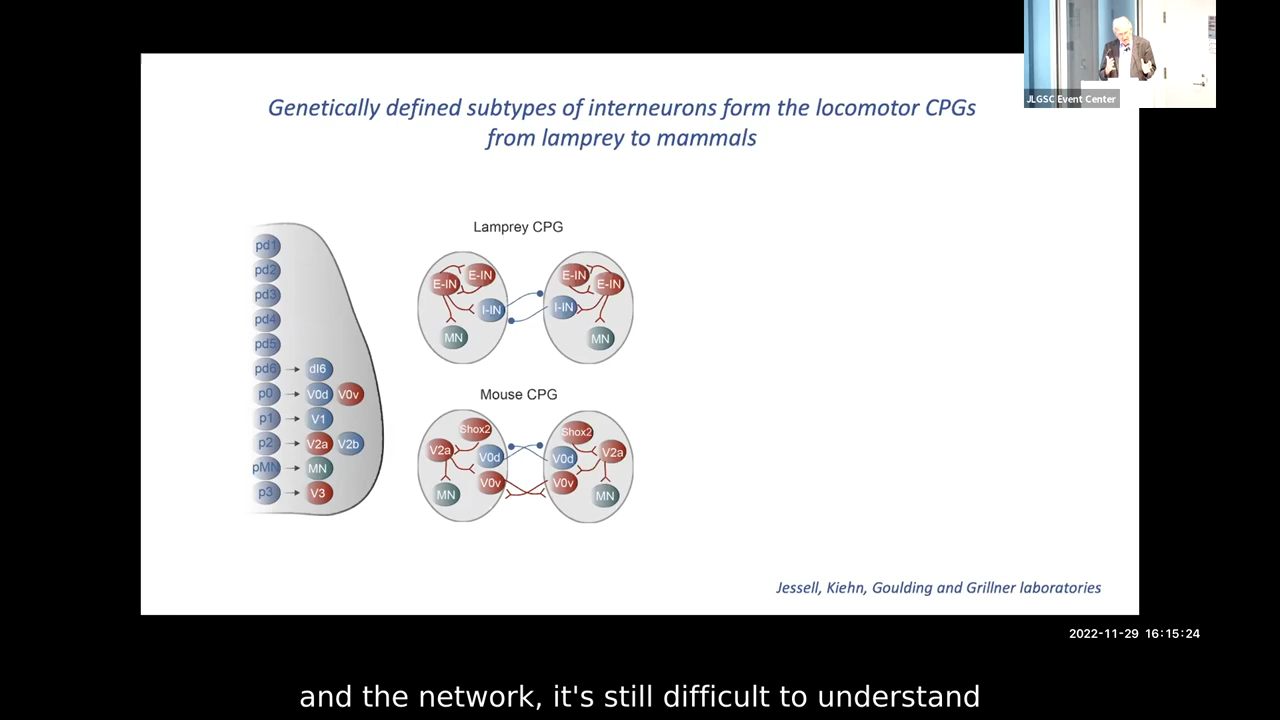 JLGSC Event Center
Genetically defined subtypes of interneurons form the locomotor CPGs
from lamprey to mammals
pd1
pd2
pd3
pd4
pd5
pd6 dI6
p0 V0d V0v
p1 V1
p2 V2a V2b
pMN MN
p3 V3
Lamprey CPG
E-IN E-IN E-IN E-IN
I-IN I-IN
MN MN
Mouse CPG
Shox2 Shox2
V2a V0d V0d V2a
V0v V0v
MN MN
Jessell, Kiehn, Goulding and Grillner laboratories
2022-11-29 16:15:24
and the network, it's still difficult to understand